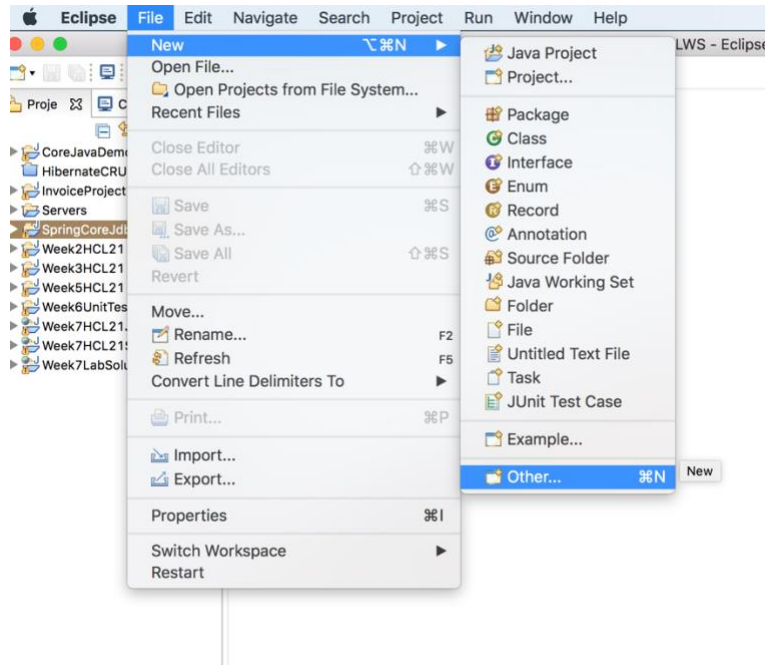 Eclipse File Edit Navigate Search Project Run Window Help
LWS - Eclipse
New ⌥⌘N ▶
Open File...
Open Projects from File System...
Recent Files ▶
Close Editor ⌘W
Close All Editors ⇧⌘W
Save ⌘S
Save As...
Save All ⇧⌘S
Revert
Move...
Rename... F2
Refresh F5
Convert Line Delimiters To ▶
Print... ⌘P
Import...
Export...
Properties ⌘I
Switch Workspace ▶
Restart
Java Project
Project...
Package
Class
Interface
Enum
Record
Annotation
Source Folder
Java Working Set
Folder
File
Untitled Text File
Task
JUnit Test Case
Example...
Other... ⌘N
New
Proje C
CoreJavaDemo
HibernateCRU
InvoiceProject
Servers
SpringCoreJdb
Week2HCL21
Week3HCL21
Week5HCL21
Week6UnitTes
Week7HCL21
Week7HCL21S
Week7LabSolu